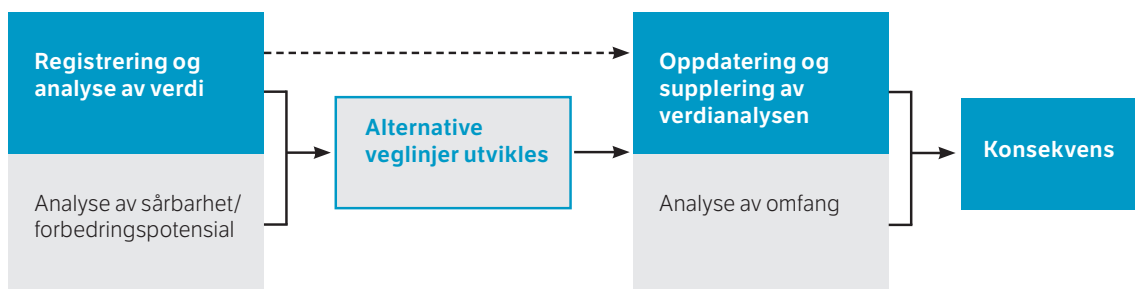 Registrering og
analyse av verdi
Analyse av sårbarhet/
forbedringspotensial
Alternative
veglinjer utvikles
Oppdatering og
supplering av
verdianalysen
Analyse av omfang
Konsekvens